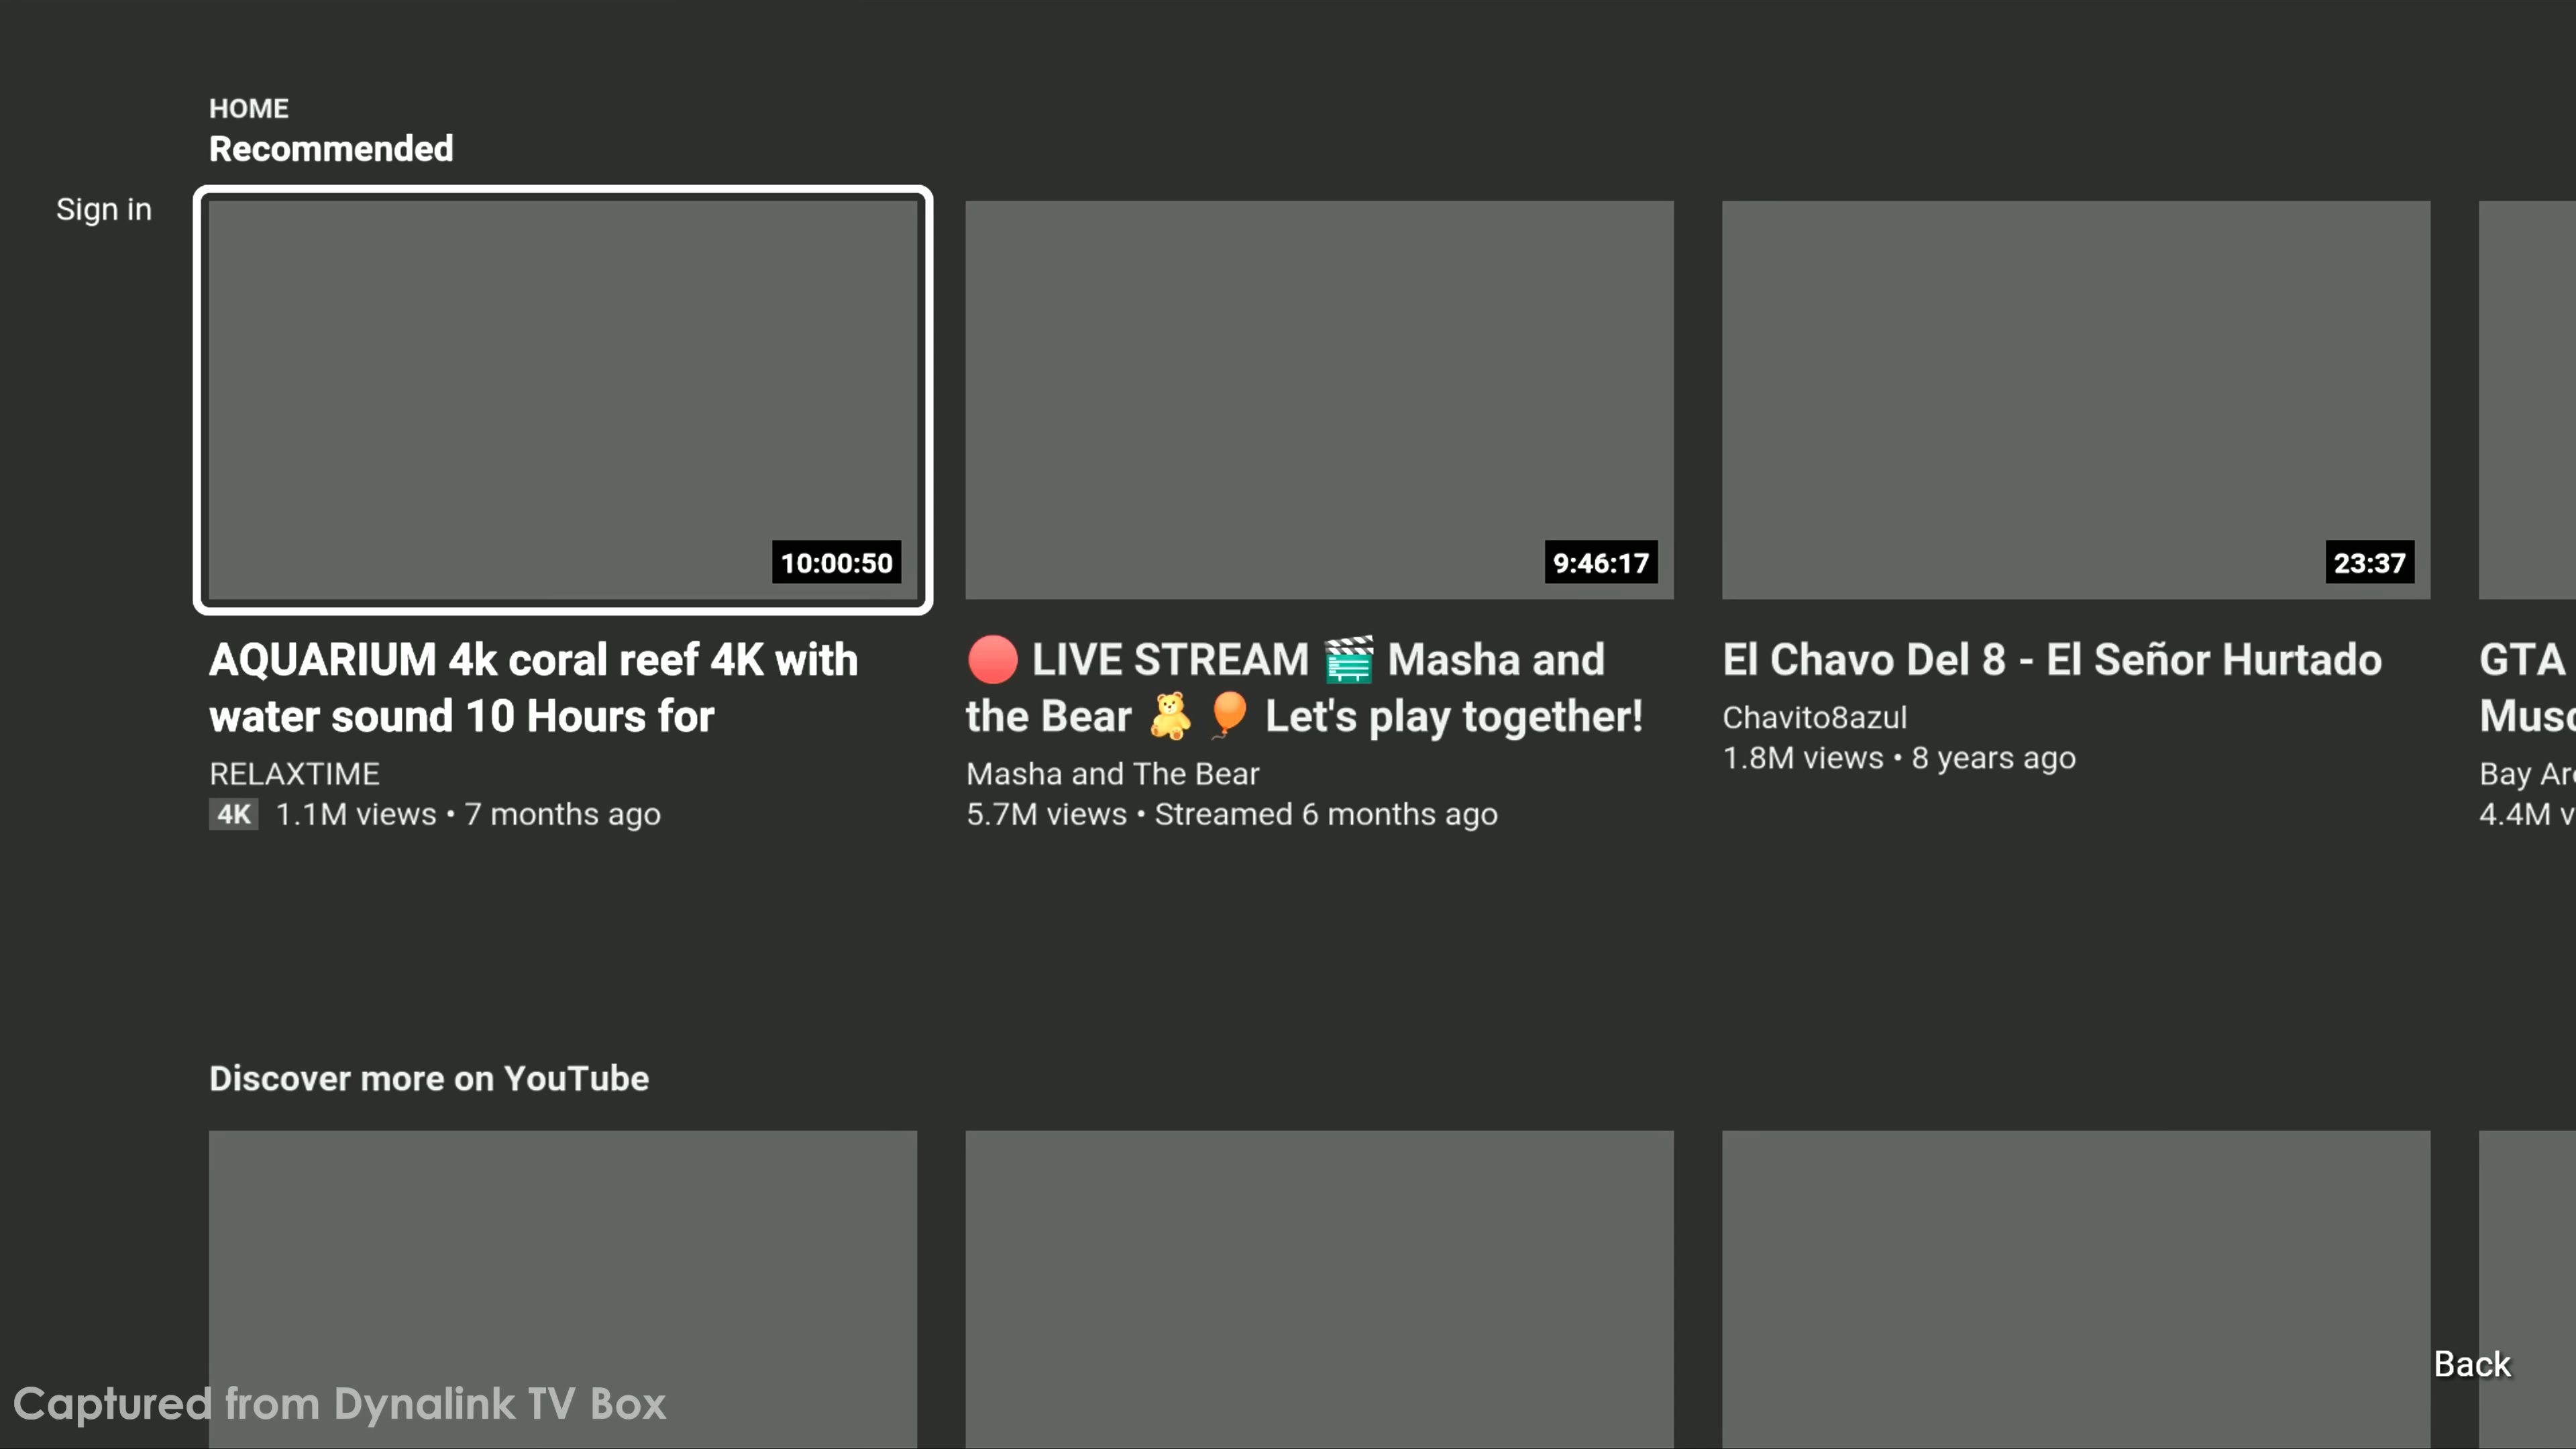 HOME
Recommended
Sign in
10:00:50
9:46:17
23:37
AQUARIUM 4k coral reef 4K with
water sound 10 Hours for
RELAXTIME
4K 1.1M views • 7 months ago
🔴 LIVE STREAM 🎬 Masha and
the Bear 🧸 🎈 Let's play together!
Masha and The Bear
5.7M views • Streamed 6 months ago
El Chavo Del 8 - El Señor Hurtado
Chavito8azul
1.8M views • 8 years ago
GTA
Bay
4.4M
Discover more on YouTube
Back
Captured from Dynalink TV Box